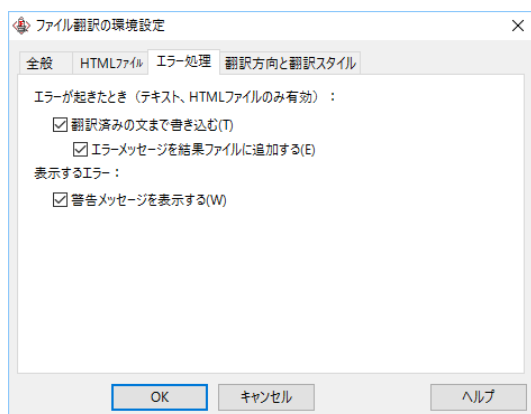 ファイル翻訳の環境設定
全般 HTMLファイル エラー処理 翻訳方向と翻訳スタイル
エラーが起きたとき（テキスト、HTMLファイルのみ有効）：
翻訳済みの文まで書き込む(T)
エラーメッセージを結果ファイルに追加する(E)
表示するエラー：
警告メッセージを表示する(W)
OK キャンセル ヘルプ